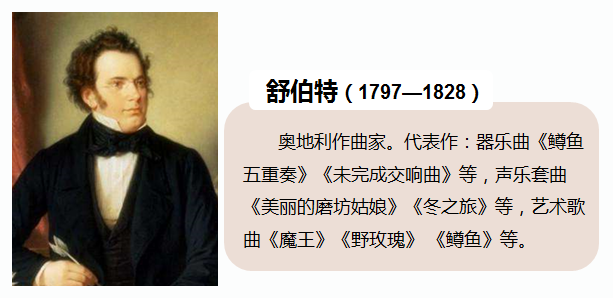 舒伯特（1797—1828）
奥地利作曲家。代表作：器乐曲《鳟鱼
五重奏》《未完成交响曲》等，声乐套曲
《美丽的磨坊姑娘》《冬之旅》等，艺术歌
曲《魔王》《野玫瑰》 《鳟鱼》等。